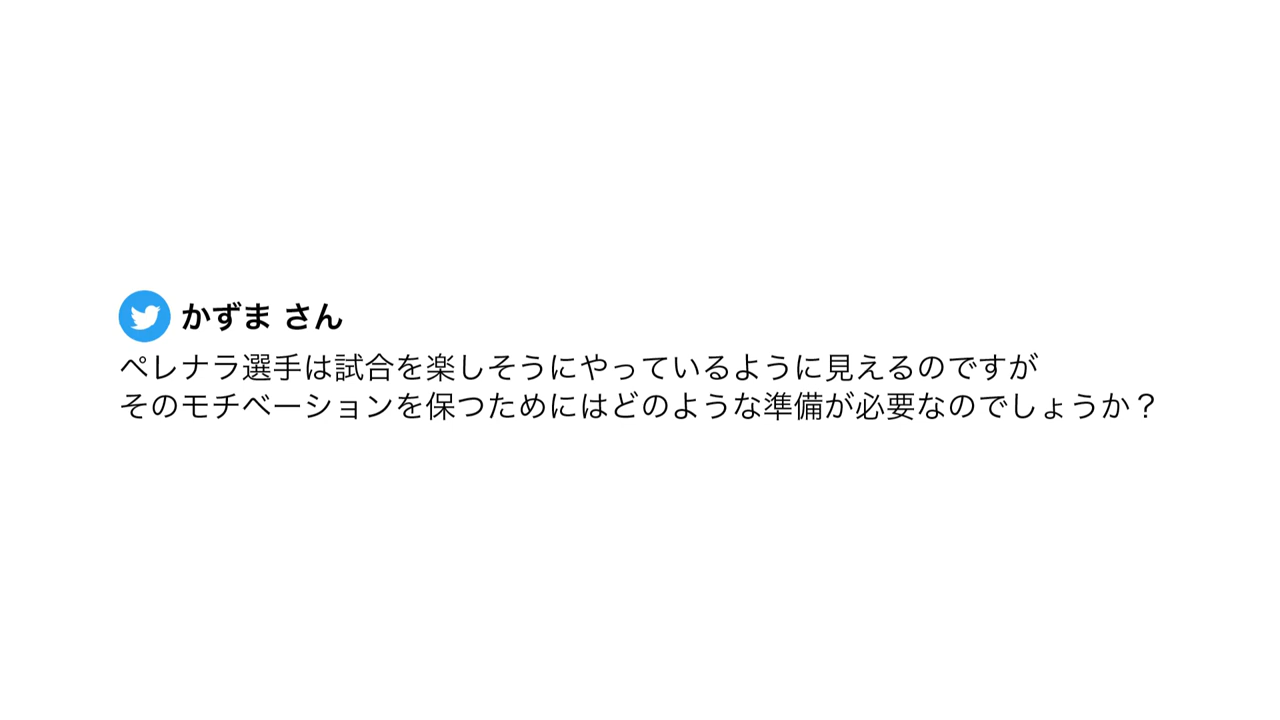 かずま さん
ペレナラ選手は試合を楽しそうにやっているように見えるのですが
そのモチベーションを保つためにはどのような準備が必要なのでしょうか？